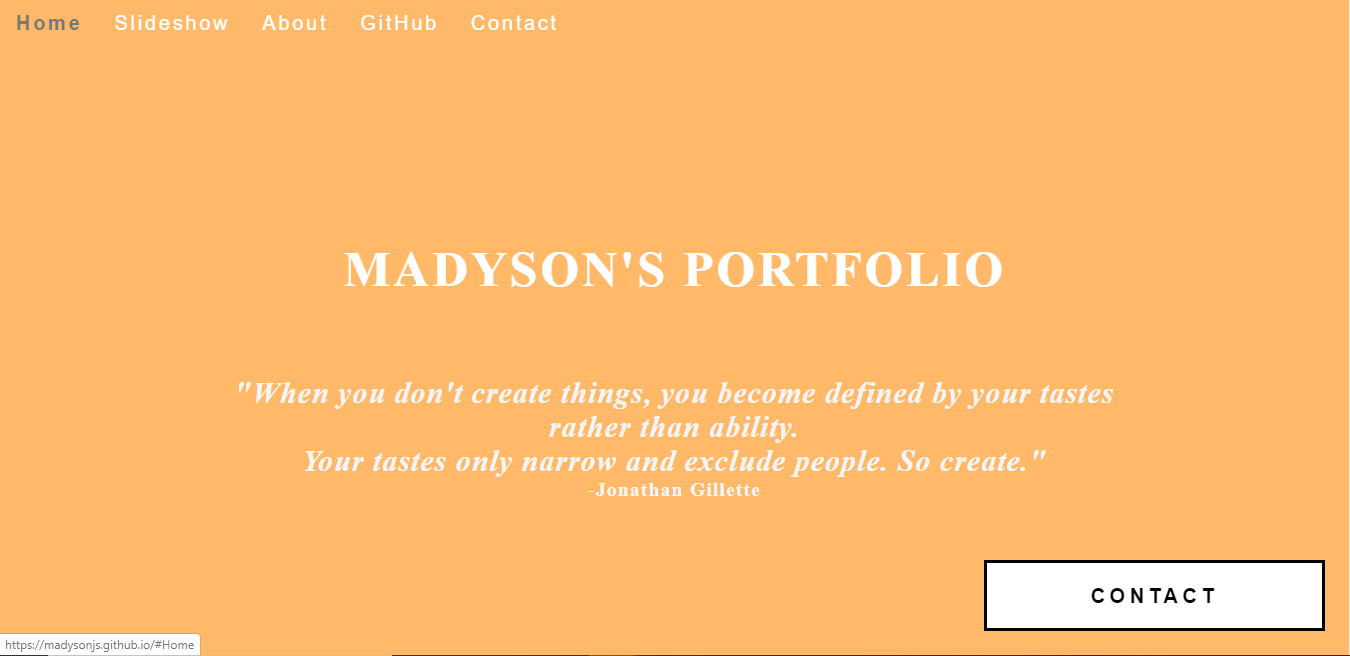 Home Slideshow About GitHub Contact
MADYSON'S PORTFOLIO
"When you don't create things, you become defined by your tastes
rather than ability.
Your tastes only narrow and exclude people. So create."
-Jonathan Gillette
CONTACT
https://madysonjs.github.io/#Home